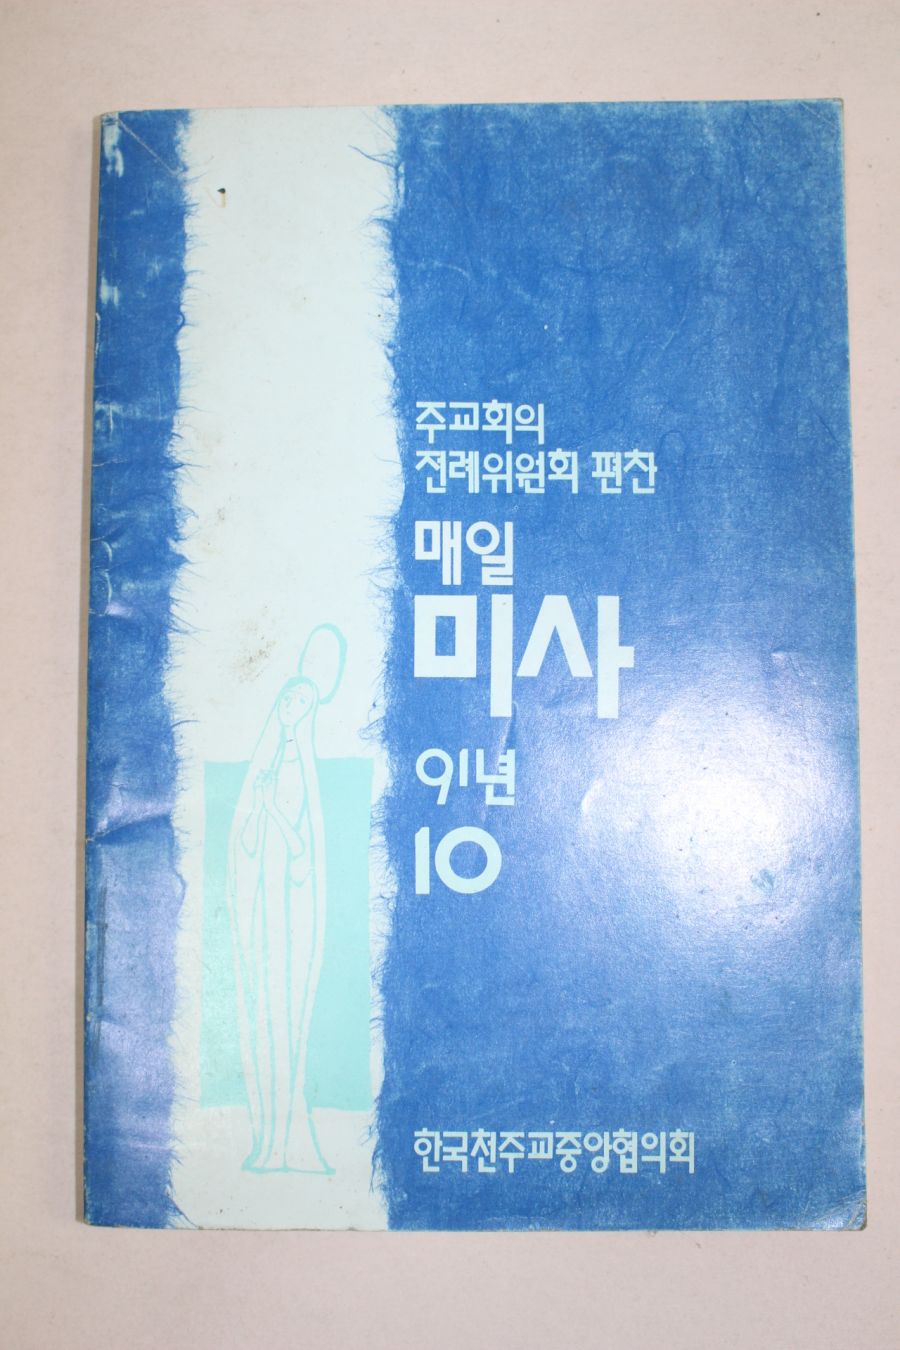 주교회의
전례위원회 편찬
매일
미사
91년
10
한국천주교중앙협의회